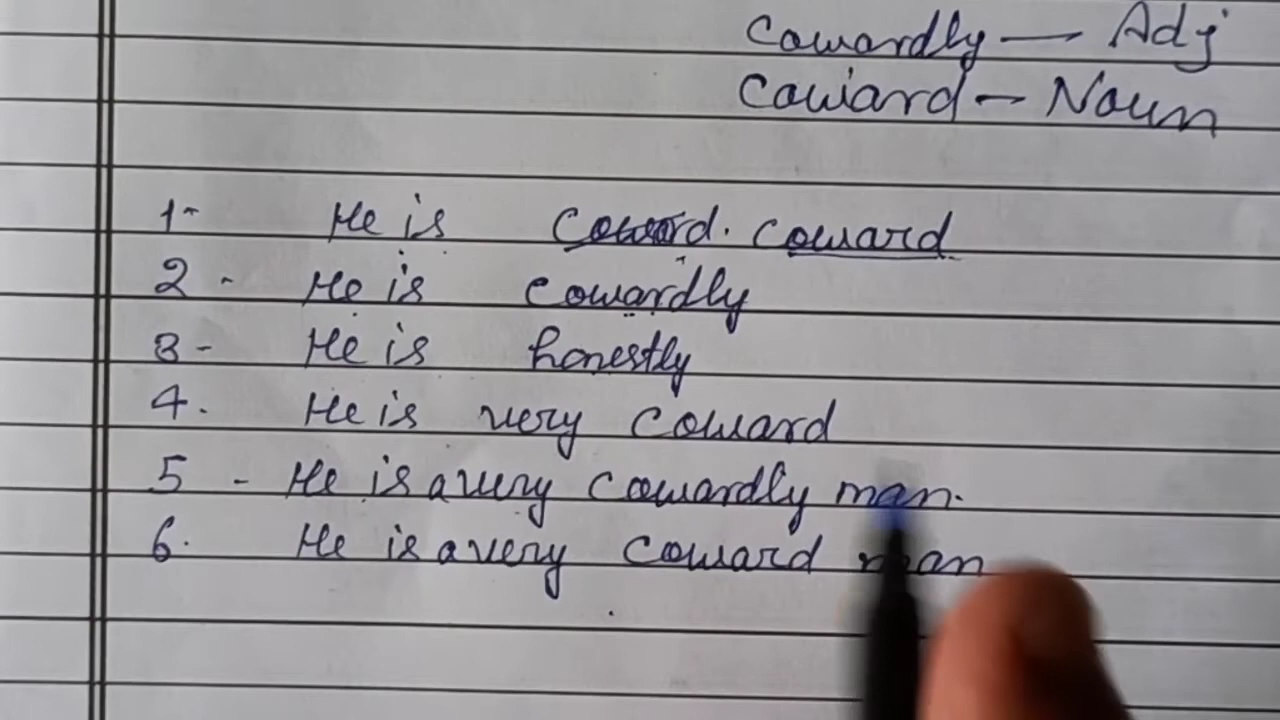 Cowardly — Adj
Coward – Noun
1- He is Coword. Coward
2 - He is cowardly
3 - He is honestly
4. He is very coward
5 - He is a very cowardly man.
6. He is a very coward man